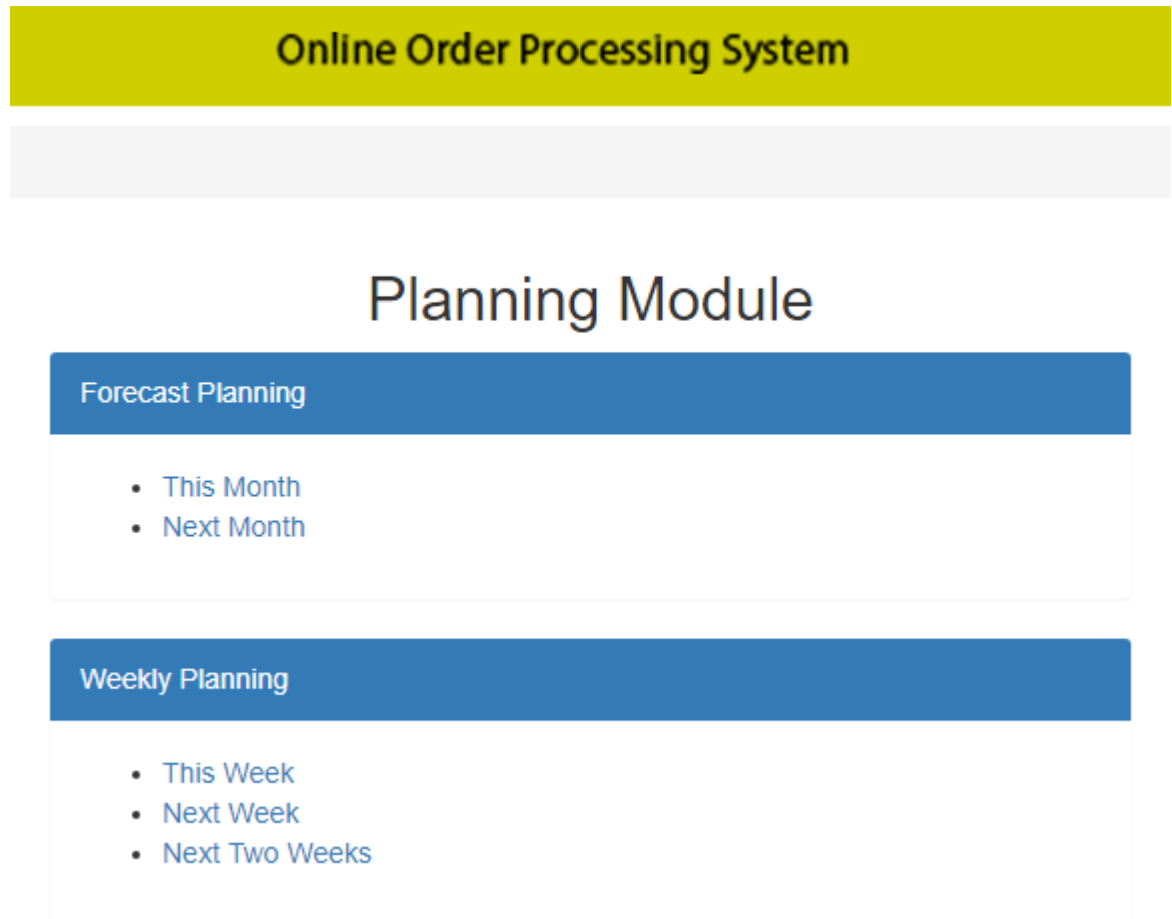 Online Order Processing System
Planning Module
Forecast Planning
This Month
Next Month
Weekly Planning
This Week
Next Week
Next Two Weeks